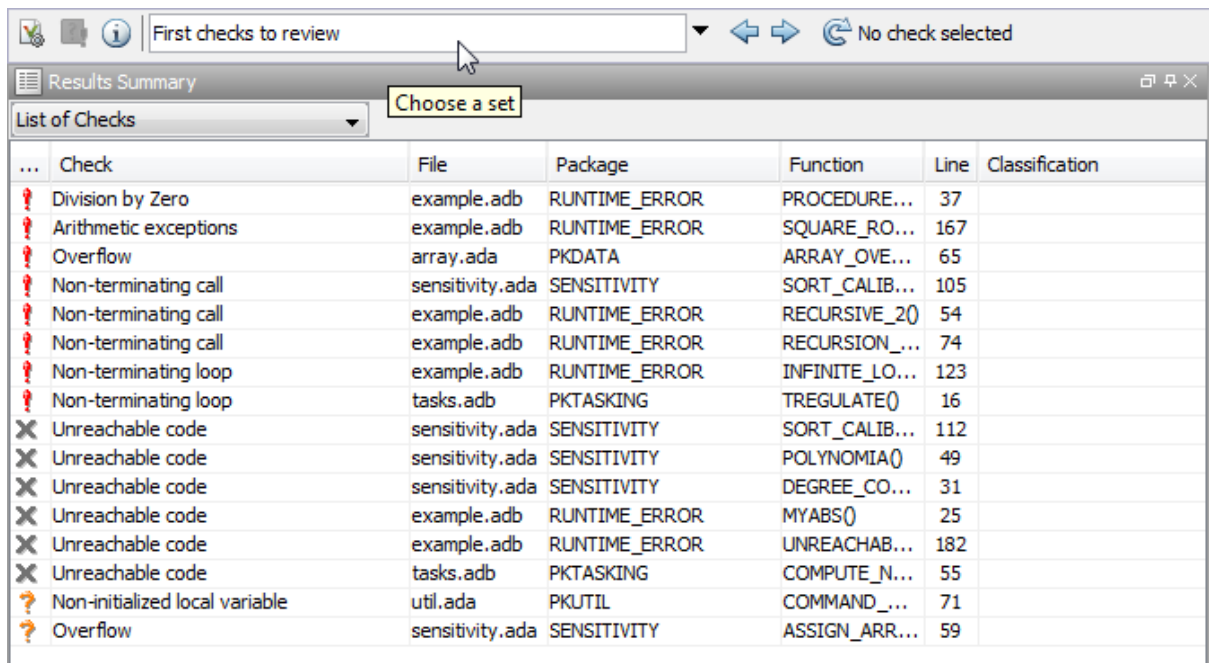 First checks to review No check selected
Results Summary
Choose a set
List of Checks
... Check File Package Function Line Classification
Division by Zero example.adb RUNTIME_ERROR PROCEDURE... 37
Arithmetic exceptions example.adb RUNTIME_ERROR SQUARE_RO... 167
Overflow array.ada PKDATA ARRAY_OVE... 65
Non-terminating call sensitivity.ada SENSITIVITY SORT_CALIB... 105
Non-terminating call example.adb RUNTIME_ERROR RECURSIVE_2() 54
Non-terminating call example.adb RUNTIME_ERROR RECURSION_... 74
Non-terminating loop example.adb RUNTIME_ERROR INFINITE_LO... 123
Non-terminating loop tasks.adb PKTASKING TREGULATE() 16
Unreachable code sensitivity.ada SENSITIVITY SORT_CALIB... 112
Unreachable code sensitivity.ada SENSITIVITY POLYNOMIA() 49
Unreachable code sensitivity.ada SENSITIVITY DEGREE_CO... 31
Unreachable code example.adb RUNTIME_ERROR MYABS() 25
Unreachable code example.adb RUNTIME_ERROR UNREACHAB... 182
Unreachable code tasks.adb PKTASKING COMPUTE_N... 55
Non-initialized local variable util.ada PKUTIL COMMAND_... 71
Overflow sensitivity.ada SENSITIVITY ASSIGN_ARR... 59